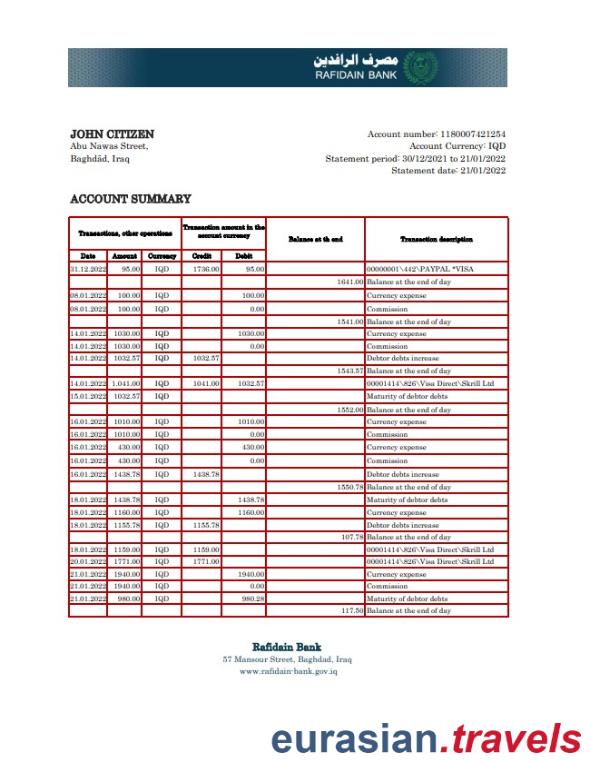 مصرف الرافدين
RAFIDAIN BANK
JOHN CITIZEN
Abu Nawas Street,
Baghdâd, Iraq
Account number: 1180007421254
Account Currency: IQD
Statement period: 30/12/2021 to 21/01/2022
Statement date: 21/01/2022
ACCOUNT SUMMARY
Transactions, other operations Transaction amount in the account currency Balance at th end Transaction description
Date Amount Currency Credit Debit
31.12.2022 95.00 IQD 1736.00 95.00 00000001\442\PAYPAL *VISA
1641.00 Balance at the end of day
08.01.2022 100.00 IQD 100.00 Currency expense
08.01.2022 100.00 IQD 0.00 Commission
1541.00 Balance at the end of day
14.01.2022 1030.00 IQD 1030.00 Currency expense
14.01.2022 1030.00 IQD 0.00 Commission
14.01.2022 1032.57 IQD 1032.57 Debtor debts increase
1543.57 Balance at the end of day
14.01.2022 1.041.00 IQD 1041.00 1032.57 00001414\826\Visa Direct\Skrill Ltd
15.01.2022 1032.57 IQD Maturity of debtor debts
1552.00 Balance at the end of day
16.01.2022 1010.00 IQD 1010.00 Currency expense
16.01.2022 1010.00 IQD 0.00 Commission
16.01.2022 430.00 IQD 430.00 Currency expense
16.01.2022 430.00 IQD 0.00 Commission
16.01.2022 1438.78 IQD 1438.78 Debtor debts increase
1550.78 Balance at the end of day
18.01.2022 1438.78 IQD 1438.78 Maturity of debtor debts
18.01.2022 1160.00 IQD 1160.00 Currency expense
18.01.2022 1155.78 IQD 1155.78 Debtor debts increase
107.78 Balance at the end of day
18.01.2022 1159.00 IQD 1159.00 00001414\826\Visa Direct\Skrill Ltd
20.01.2022 1771.00 IQD 1771.00 00001414\826\Visa Direct\Skrill Ltd
21.01.2022 1940.00 IQD 1940.00 Currency expense
21.01.2022 1940.00 IQD 0.00 Commission
21.01.2022 980.00 IQD 980.28 Maturity of debtor debts
117.50 Balance at the end of day
Rafidain Bank
57 Mansour Street, Baghdad, Iraq
www.rafidain-bank.gov.iq
eurasian.travels